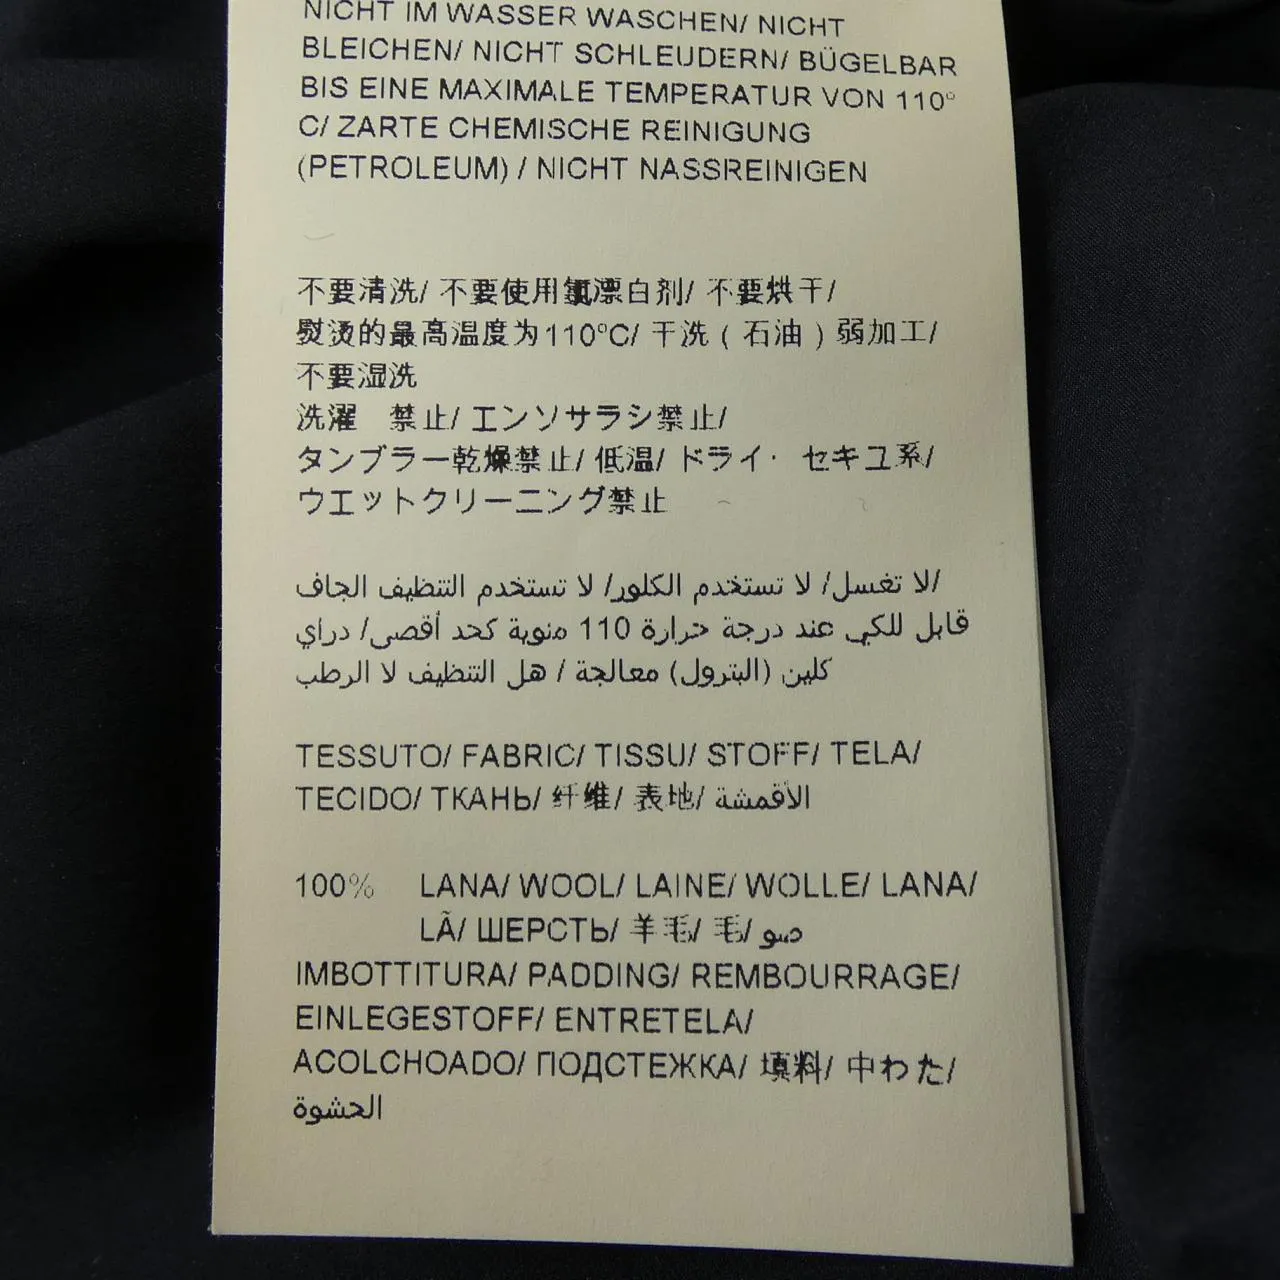 NICHT IM WASSER WASCHEN/ NICHT
BLEICHEN/ NICHT SCHLEUDERN/ BÜGELBAR
BIS EINE MAXIMALE TEMPERATUR VON 110°
C/ ZARTE CHEMISCHE REINIGUNG
(PETROLEUM) / NICHT NASSREINIGEN
不要清洗/ 不要使用氯漂白剂/ 不要烘干/
熨烫的最高温度为110°C/ 干洗 ( 石油 ) 弱加工/
不要湿洗
洗濯　禁止/ エンソサラシ禁止/
タンブラー乾燥禁止/ 低温/ ドライ· セキユ系/
ウエットクリーニング禁止
لا تغسل/ لا تستخدم الكلور/ لا تستخدم التنظيف الجاف/
قابل للكي عند درجة حرارة 110 منوية كحد أقصى/ دراي
كلين (البترول) معالجة / هل التنظيف لا الرطب
TESSUTO/ FABRIC/ TISSU/ STOFF/ TELA/
TECIDO/ ТКАНЬ/ 纤维/ 表地/ الأقمشة
100% LANA/ WOOL/ LAINE/ WOLLE/ LANA/
LÃ/ ШЕРСТЬ/ 羊毛/ 毛/ صو
IMBOTTITURA/ PADDING/ REMBOURRAGE/
EINLEGESTOFF/ ENTRETELA/
ACOLCHOADO/ ПОДСТЕЖКА/ 填料/ 中わた/
الحشوة